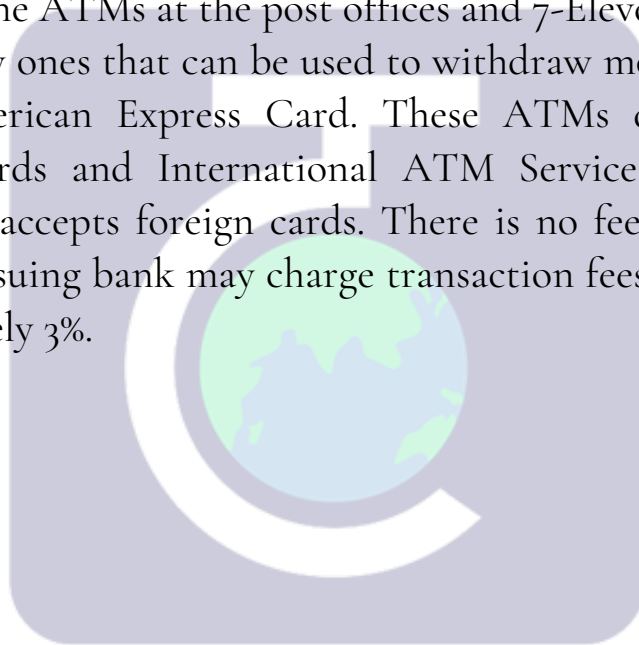 ne ATMs at the post offices and 7-Eleve
y ones that can be used to withdraw m
erican Express Card. These ATMs
rds and International ATM Service
accepts foreign cards. There is no fee
suing bank may charge transaction fees
ely 3%.